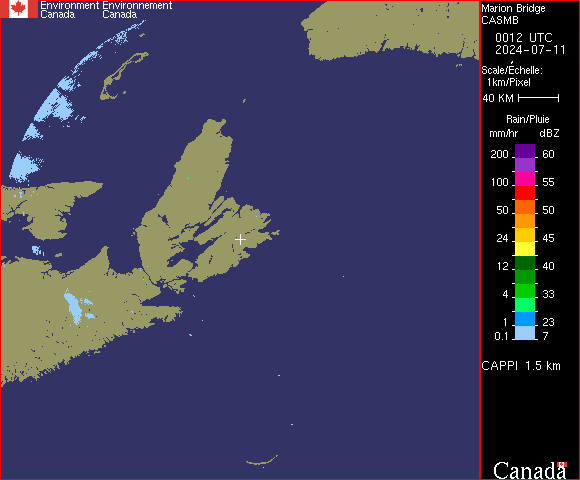 Environment Environnement
Canada Canada
Marion Bridge
CASMB
0012 UTC
2024-07-11
Scale/Échelle:
1km/Pixel
40 KM
Rain/Pluie
mm/hr dBZ
200 60
100 55
50 50
24 45
12 40
4 33
1 23
0.1 7
CAPPI 1.5 km
Canada